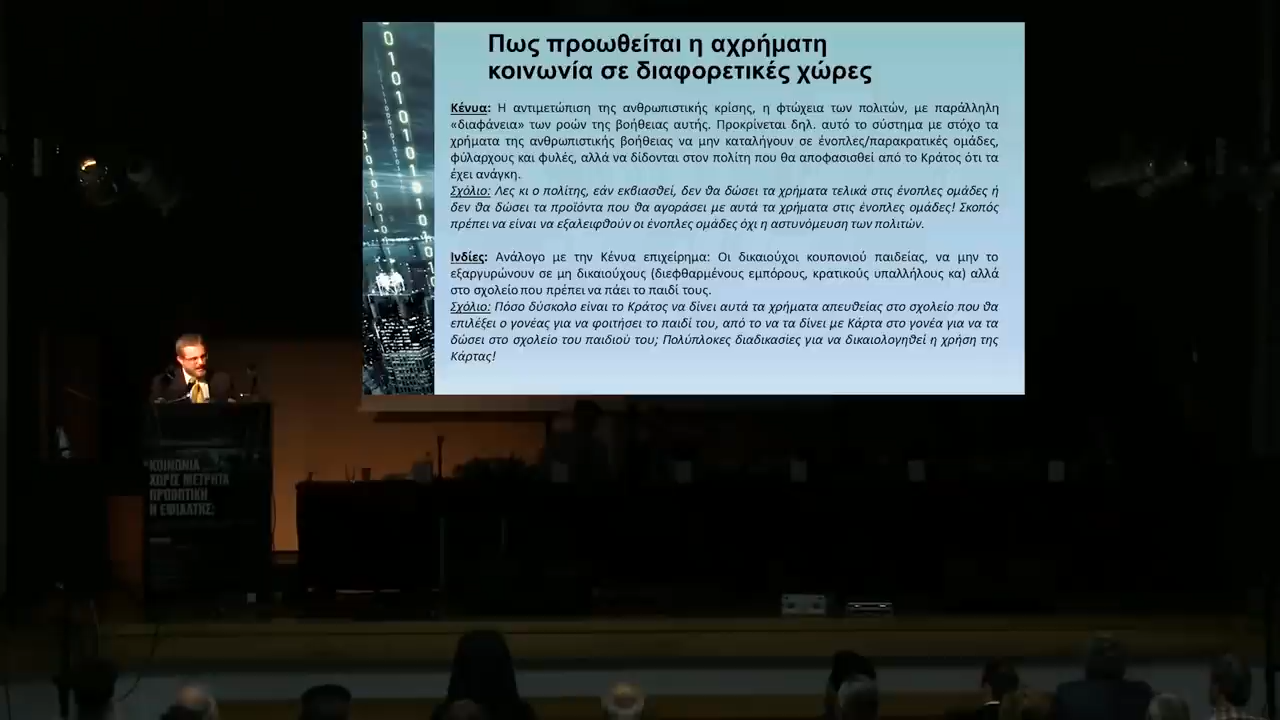 Πως προωθείται η αχρήματη
κοινωνία σε διαφορετικές χώρες
Κένυα: Η αντιμετώπιση της ανθρωπιστικής κρίσης, η φτώχεια των πολιτών, με παράλληλη
«διαφάνεια» των ροών της βοήθειας αυτής. Προκρίνεται δηλ. αυτό το σύστημα με στόχο τα
χρήματα της ανθρωπιστικής βοήθειας να μην καταλήγουν σε ένοπλες/παρακρατικές ομάδες,
φύλαρχους και φυλές, αλλά να δίδονται στον πολίτη που θα αποφασισθεί από το Κράτος ότι τα
έχει ανάγκη.
Σχόλιο: Λες κι ο πολίτης, εάν εκβιασθεί, δεν θα δώσει τα χρήματα τελικά στις ένοπλες ομάδες ή
δεν θα δώσει τα προϊόντα που θα αγοράσει με αυτά τα χρήματα στις ένοπλες ομάδες! Σκοπός
πρέπει να είναι να εξαλειφθούν οι ένοπλες ομάδες όχι η αστυνόμευση των πολιτών.
Ινδίες: Ανάλογο με την Κένυα επιχείρημα: Οι δικαιούχοι κουπονιού παιδείας, να μην το
εξαργυρώνουν σε μη δικαιούχους (διεφθαρμένους εμπόρους, κρατικούς υπαλλήλους κα) αλλά
στο σχολείο που πρέπει να πάει το παιδί τους.
Σχόλιο: Πόσο δύσκολο είναι το Κράτος να δίνει αυτά τα χρήματα απευθείας στο σχολείο που θα
επιλέξει ο γονέας για να φοιτήσει το παιδί του, από το να τα δίνει με Κάρτα στο γονέα για να τα
δώσει στο σχολείο του παιδιού του; Πολύπλοκες διαδικασίες για να δικαιολογηθεί η χρήση της
Κάρτας!
ΚΟΙΝΩΝΙΑ
ΧΩΡΙΣ ΜΕΤΡΗΤΑ
ΠΡΟΟΠΤΙΚΗ
Η ΕΦΙΑΛΤΗΣ;